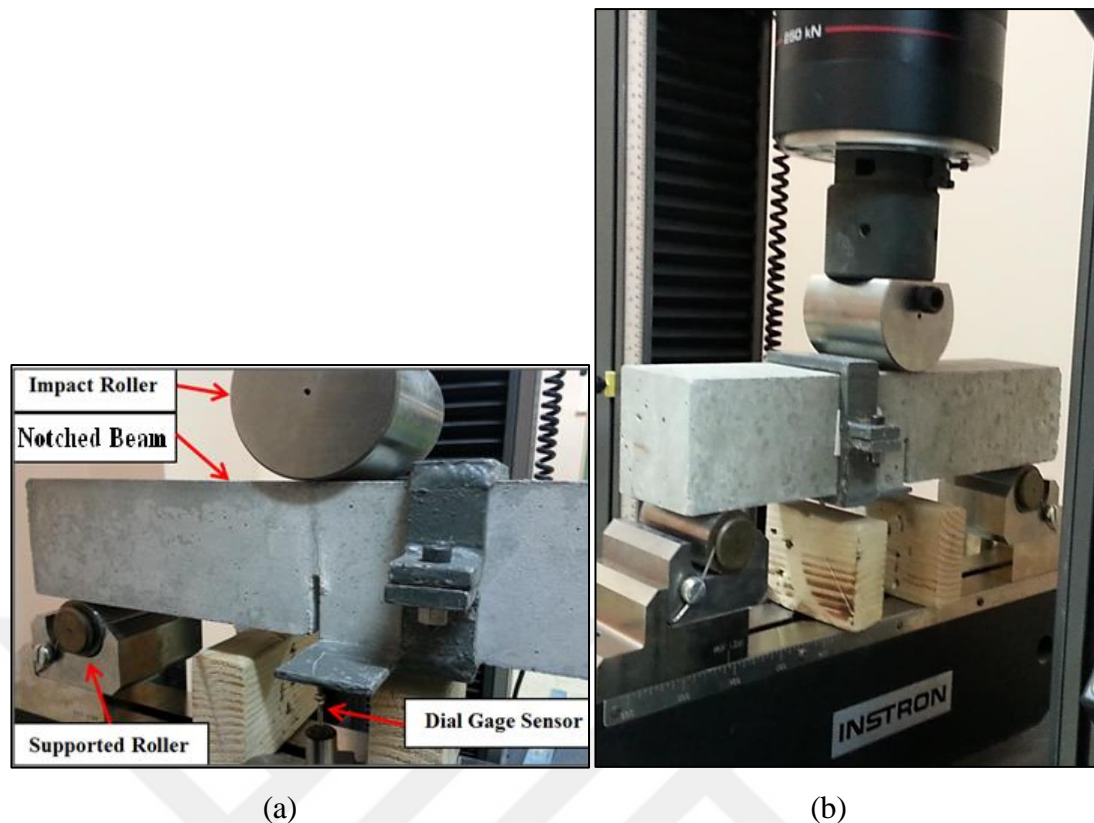 250 kN
Impact Roller
Notched Beam
Supported Roller
Dial Gage Sensor
INSTRON
(a)
(b)